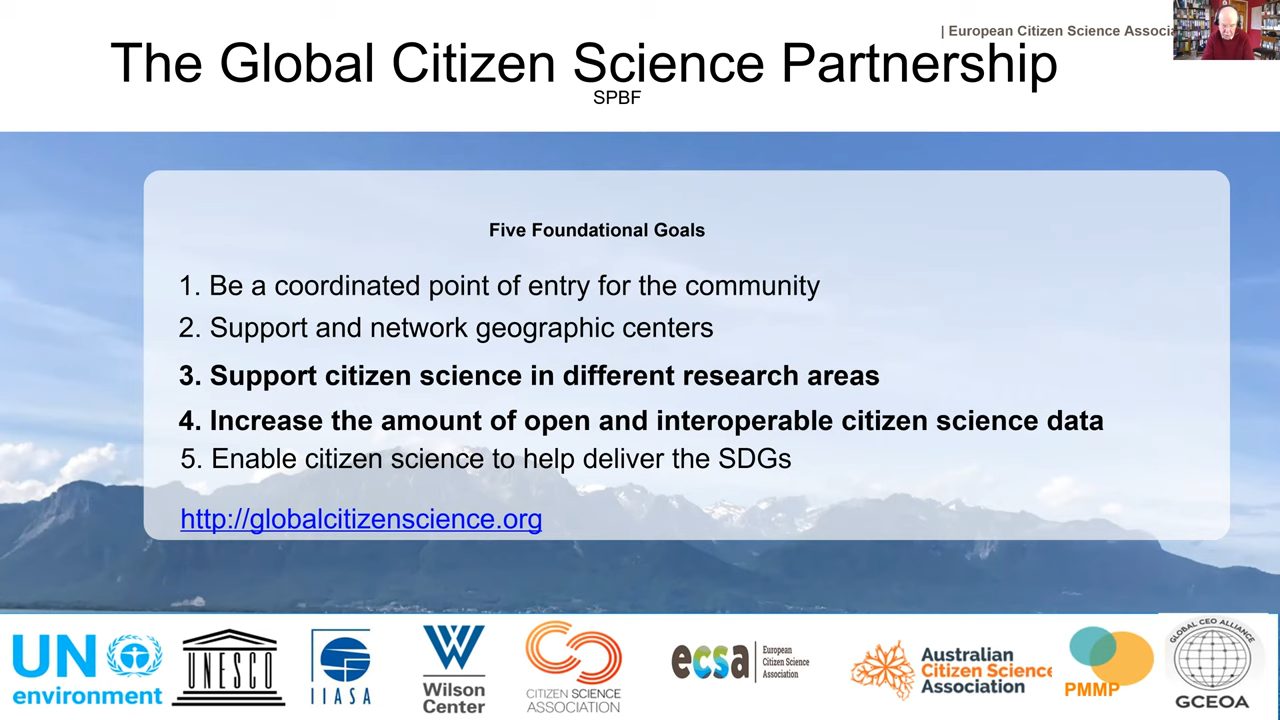 | European Citizen Science Associa
The Global Citizen Science Partnership
SPBF
Five Foundational Goals
1. Be a coordinated point of entry for the community
2. Support and network geographic centers
3. Support citizen science in different research areas
4. Increase the amount of open and interoperable citizen science data
5. Enable citizen science to help deliver the SDGs
http://globalcitizenscience.org
UN
environment
UNESCO
IIASA
Wilson
Center
CITIZEN SCIENCE
ASSOCIATION
ecsa
European
Citizen Science
Association
Australian
Citizen Science
Association
PMMP
GLOBAL CEO ALLIANCE
GCEOA